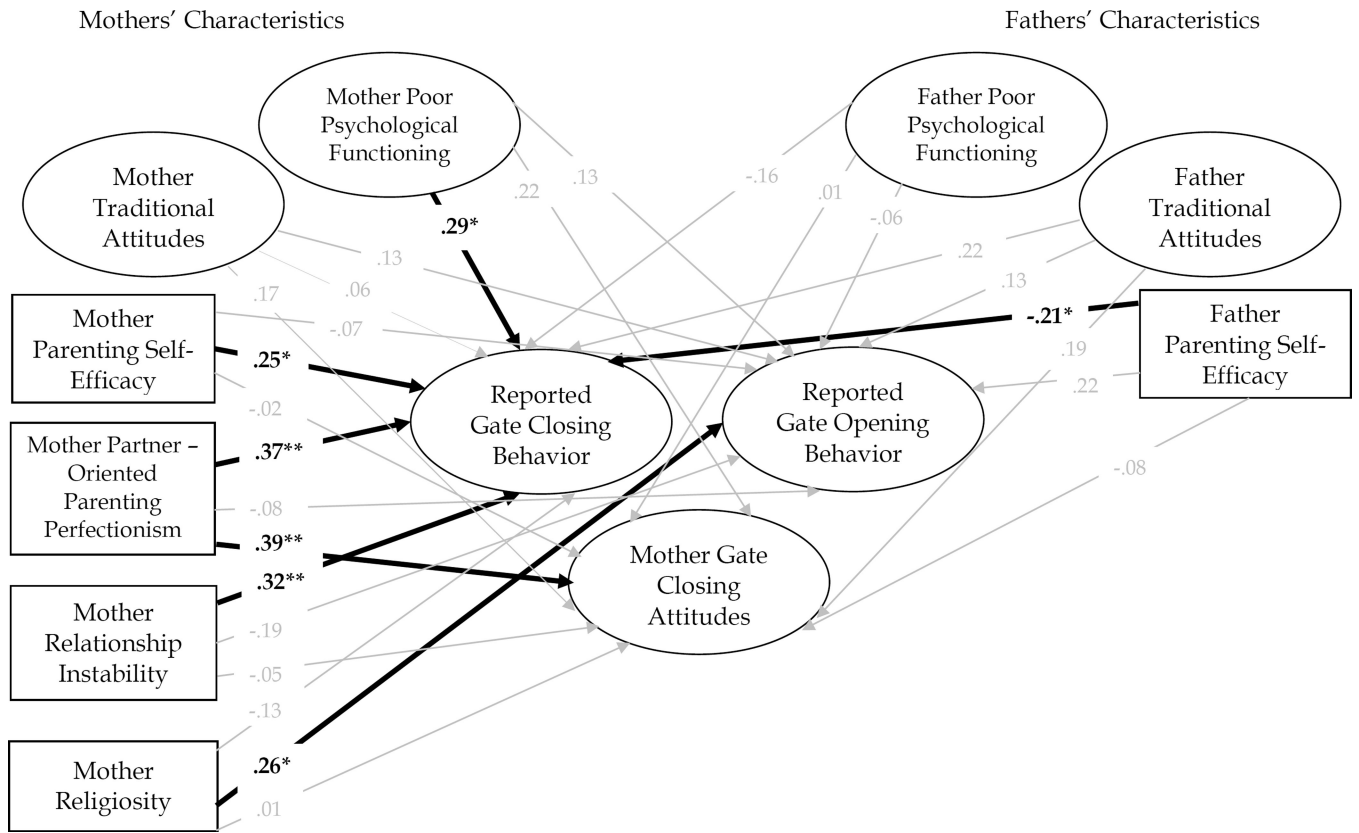 Mothers' Characteristics
Fathers' Characteristics
Mother Poor
Psychological
Functioning
Father Poor
Psychological
Functioning
Mother
Traditional
Attitudes
Father
Traditional
Attitudes
.22
.13
-.16
.01
-.06
.29*
.13
.22
.17
.06
.13
-.07
-.21*
.19
Mother
Parenting Self-
Efficacy
Father
Parenting Self-
Efficacy
.25*
.22
-.02
Reported
Gate Closing
Behavior
Reported
Gate Opening
Behavior
Mother Partner –
Oriented
Parenting
Perfectionism
.37**
-.08
-.08
.39**
Mother Gate
Closing
Attitudes
.32**
Mother
Relationship
Instability
-.19
-.05
-.13
Mother
Religiosity
.26*
.01